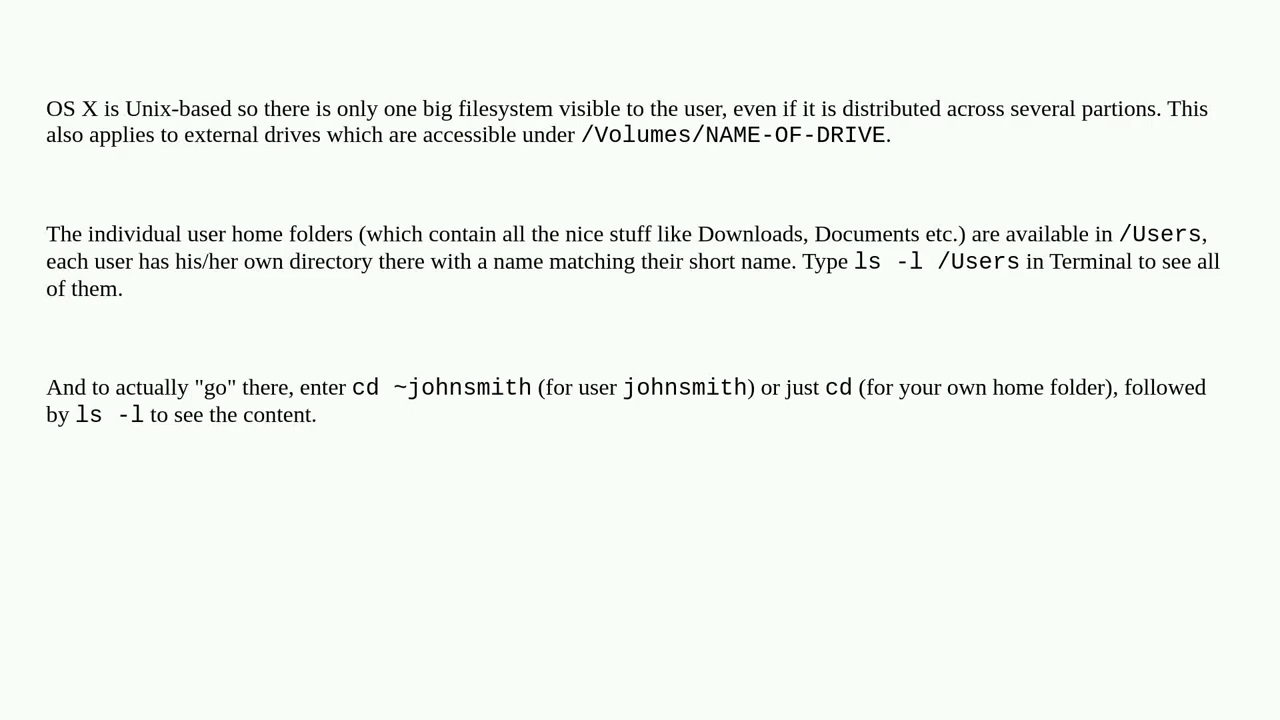 OS X is Unix-based so there is only one big filesystem visible to the user, even if it is distributed across several partions. This
also applies to external drives which are accessible under /Volumes/NAME-OF-DRIVE.
The individual user home folders (which contain all the nice stuff like Downloads, Documents etc.) are available in /Users,
each user has his/her own directory there with a name matching their short name. Type ls -l /Users in Terminal to see all
of them.
And to actually "go" there, enter cd ~johnsmith (for user johnsmith) or just cd (for your own home folder), followed
by ls -l to see the content.